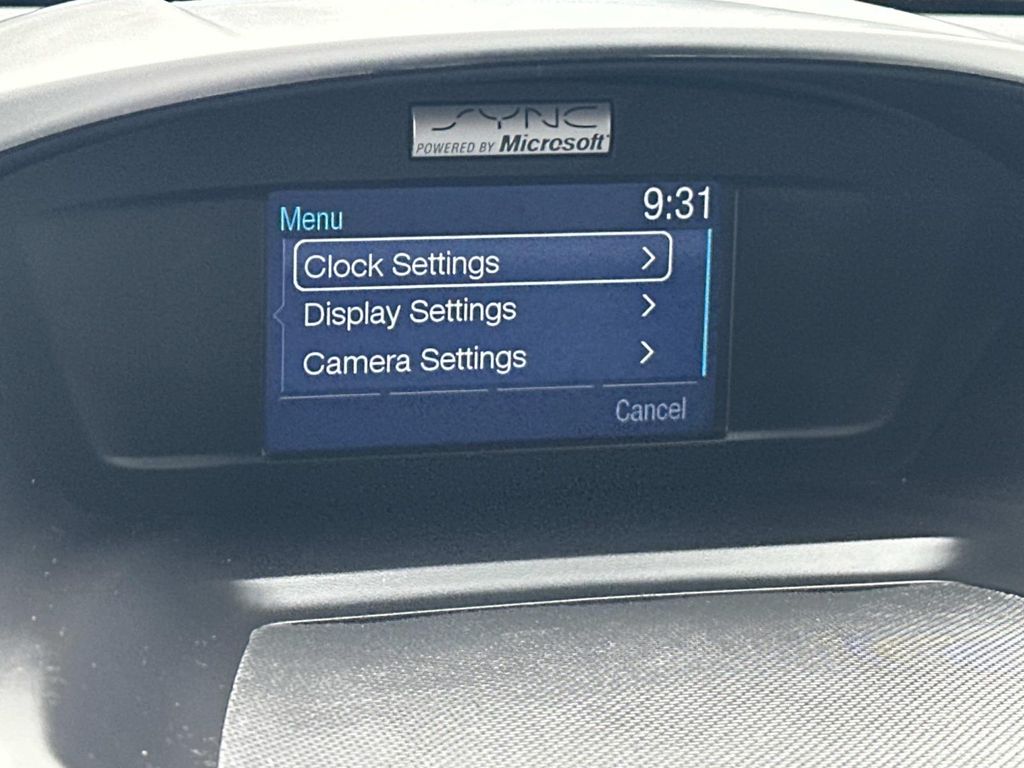 SYNC
POWERED BY Microsoft
Menu 9:31
Clock Settings
Display Settings
Camera Settings
Cancel